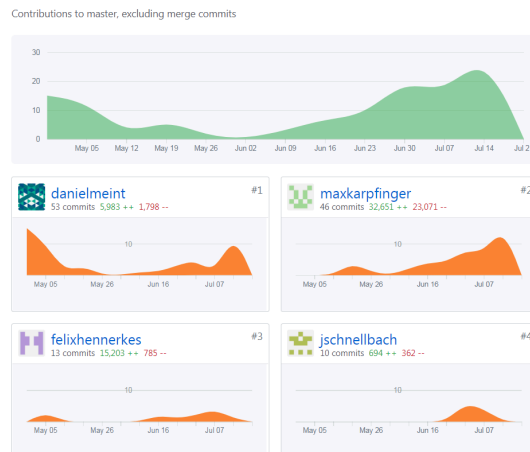 Contributions to master, excluding merge commits
30
20
10
0
May 05 May 12 May 19 May 26 Jun 02 Jun 09 Jun 16 Jun 23 Jun 30 Jul 07 Jul 14 Jul 2
danielmeint #1
53 commits 5,983 ++ 1,798 --
10
May 05 May 26 Jun 16 Jul 07
maxkarpfinger #2
46 commits 32,651 ++ 23,071 --
10
May 05 May 26 Jun 16 Jul 07
felixhennerkes #3
13 commits 15,203 ++ 785 --
10
May 05 May 26 Jun 16 Jul 07
jschnellbach #4
10 commits 694 ++ 362 --
10
May 05 May 26 Jun 16 Jul 07